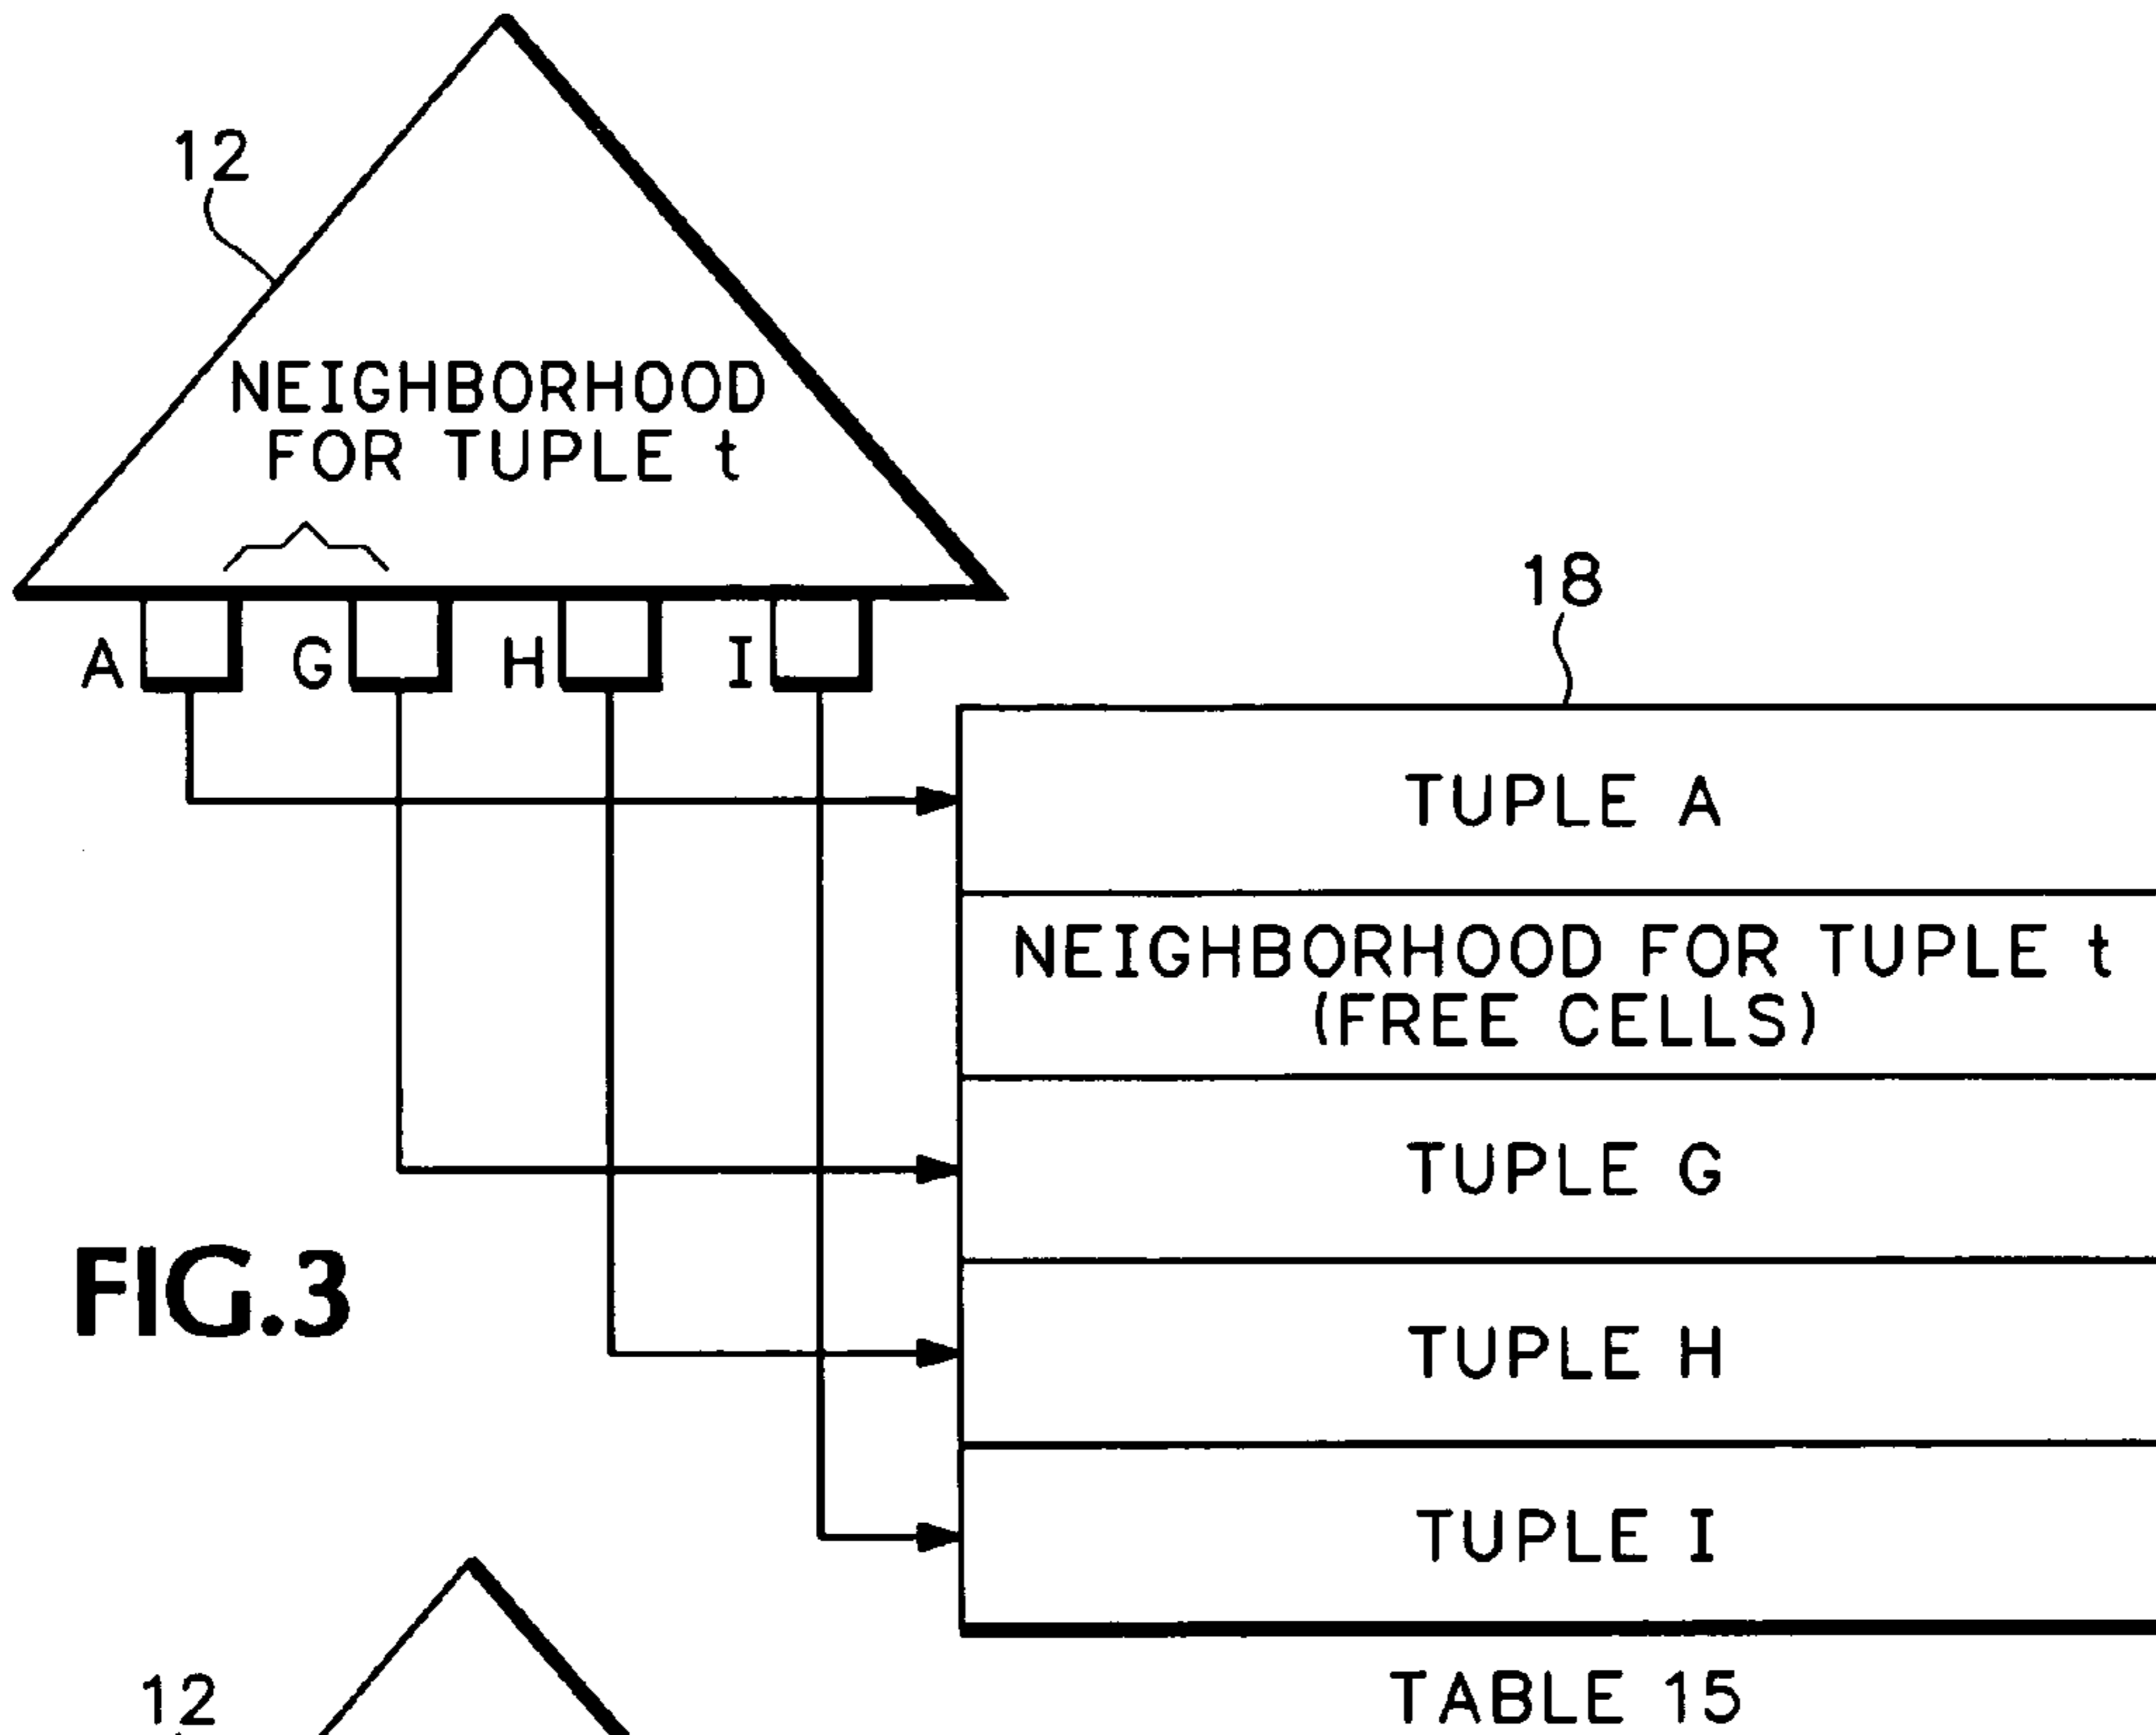 12
NEIGHBORHOOD
FOR TUPLE t
A
G
H
I
18
TUPLE A
NEIGHBORHOOD FOR TUPLE t
(FREE CELLS)
TUPLE G
TUPLE H
TUPLE I
FIG.3
TABLE 15
12